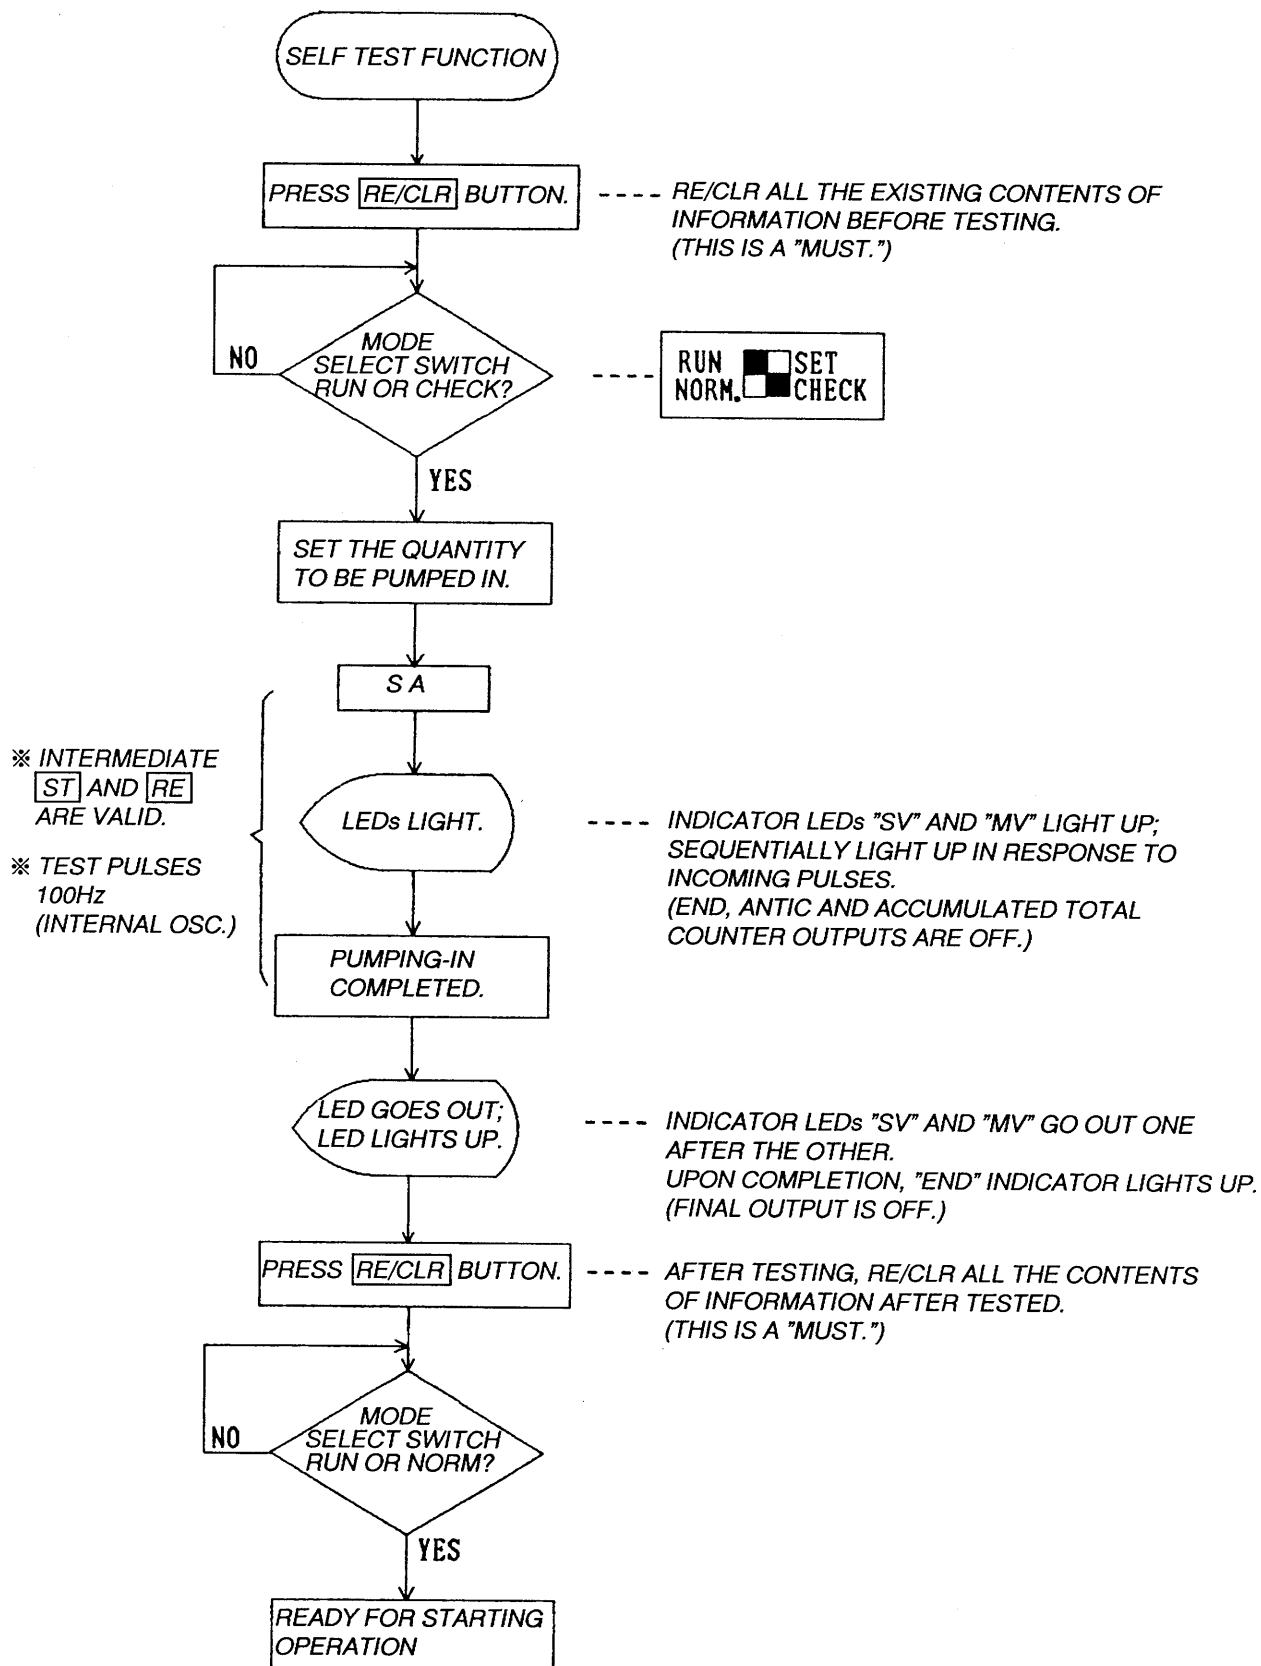 SELF TEST FUNCTION
PRESS RE/CLR BUTTON.
RE/CLR ALL THE EXISTING CONTENTS OF
INFORMATION BEFORE TESTING.
(THIS IS A "MUST.")
NO
MODE
SELECT SWITCH
RUN OR CHECK?
RUN SET
NORM. CHECK
YES
SET THE QUANTITY
TO BE PUMPED IN.
S A
※ INTERMEDIATE
ST AND RE
ARE VALID.
※ TEST PULSES
100Hz
(INTERNAL OSC.)
LEDs LIGHT.
INDICATOR LEDs "SV" AND "MV" LIGHT UP;
SEQUENTIALLY LIGHT UP IN RESPONSE TO
INCOMING PULSES.
(END, ANTIC AND ACCUMULATED TOTAL
COUNTER OUTPUTS ARE OFF.)
PUMPING-IN
COMPLETED.
LED GOES OUT;
LED LIGHTS UP.
INDICATOR LEDs "SV" AND "MV" GO OUT ONE
AFTER THE OTHER.
UPON COMPLETION, "END" INDICATOR LIGHTS UP.
(FINAL OUTPUT IS OFF.)
PRESS RE/CLR BUTTON.
AFTER TESTING, RE/CLR ALL THE CONTENTS
OF INFORMATION AFTER TESTED.
(THIS IS A "MUST.")
NO
MODE
SELECT SWITCH
RUN OR NORM?
YES
READY FOR STARTING
OPERATION